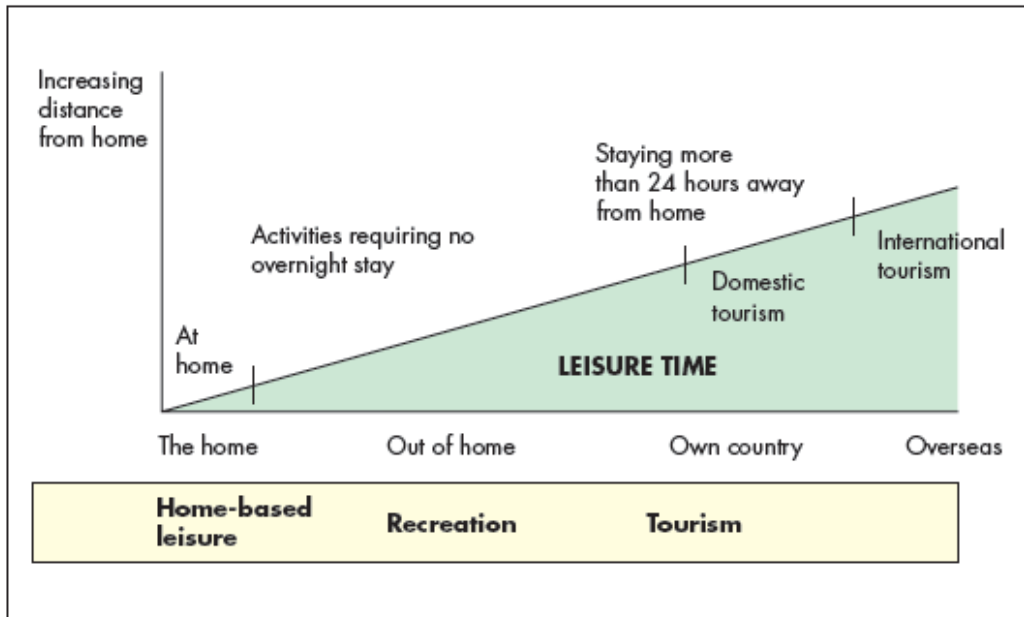 Increasing
distance
from home
Staying more
than 24 hours away
from home
Activities requiring no
overnight stay
International
tourism
Domestic
tourism
At
home
LEISURE TIME
The home
Out of home
Own country
Overseas
Home-based
leisure
Recreation
Tourism